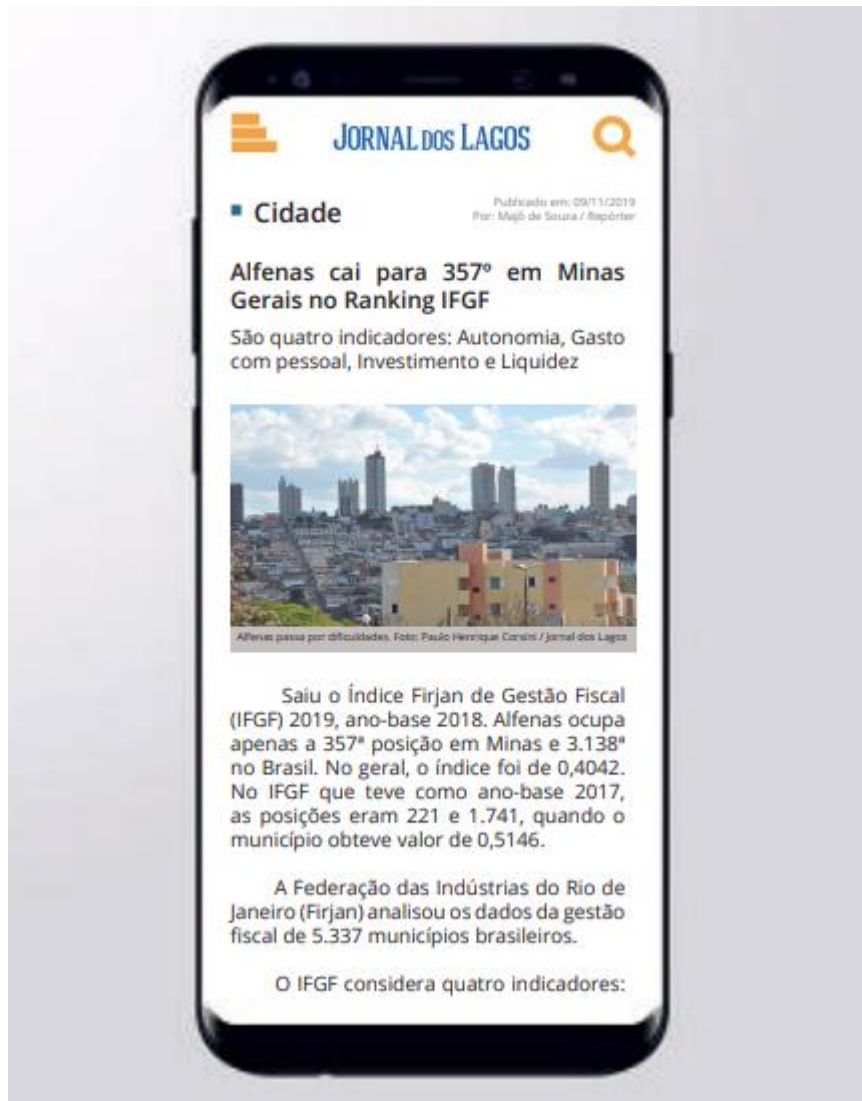 JORNAL DOS LAGOS
Cidade
Publicado em: 09/11/2019
Por: Majô de Souza / Repórter
Alfenas cai para 357º em Minas
Gerais no Ranking IFGF
São quatro indicadores: Autonomia, Gasto
com pessoal, Investimento e Liquidez
Alfenas passa por dificuldades. Foto: Paulo Henrique Corsini / Jornal dos Lagos
Saiu o Índice Firjan de Gestão Fiscal
(IFGF) 2019, ano-base 2018. Alfenas ocupa
apenas a 357ª posição em Minas e 3.138ª
no Brasil. No geral, o índice foi de 0,4042.
No IFGF que teve como ano-base 2017,
as posições eram 221 e 1.741, quando o
município obteve valor de 0,5146.
A Federação das Indústrias do Rio de
Janeiro (Firjan) analisou os dados da gestão
fiscal de 5.337 municípios brasileiros.
O IFGF considera quatro indicadores: